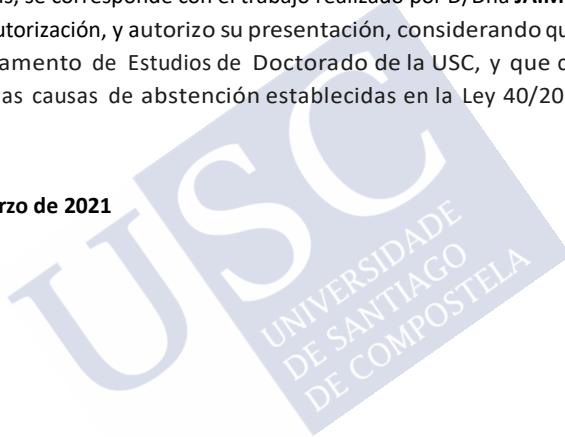 s, se corresponde con el trabajo realizado por D/Dña JAIM
utorización, y autorizo su presentación, considerando qu
amento de Estudios de Doctorado de la USC, y que
as causas de abstención establecidas en la Ley 40/20
rzo de 2021
USC
UNIVERSIDADE
DE SANTIAGO
DE COMPOSTELA